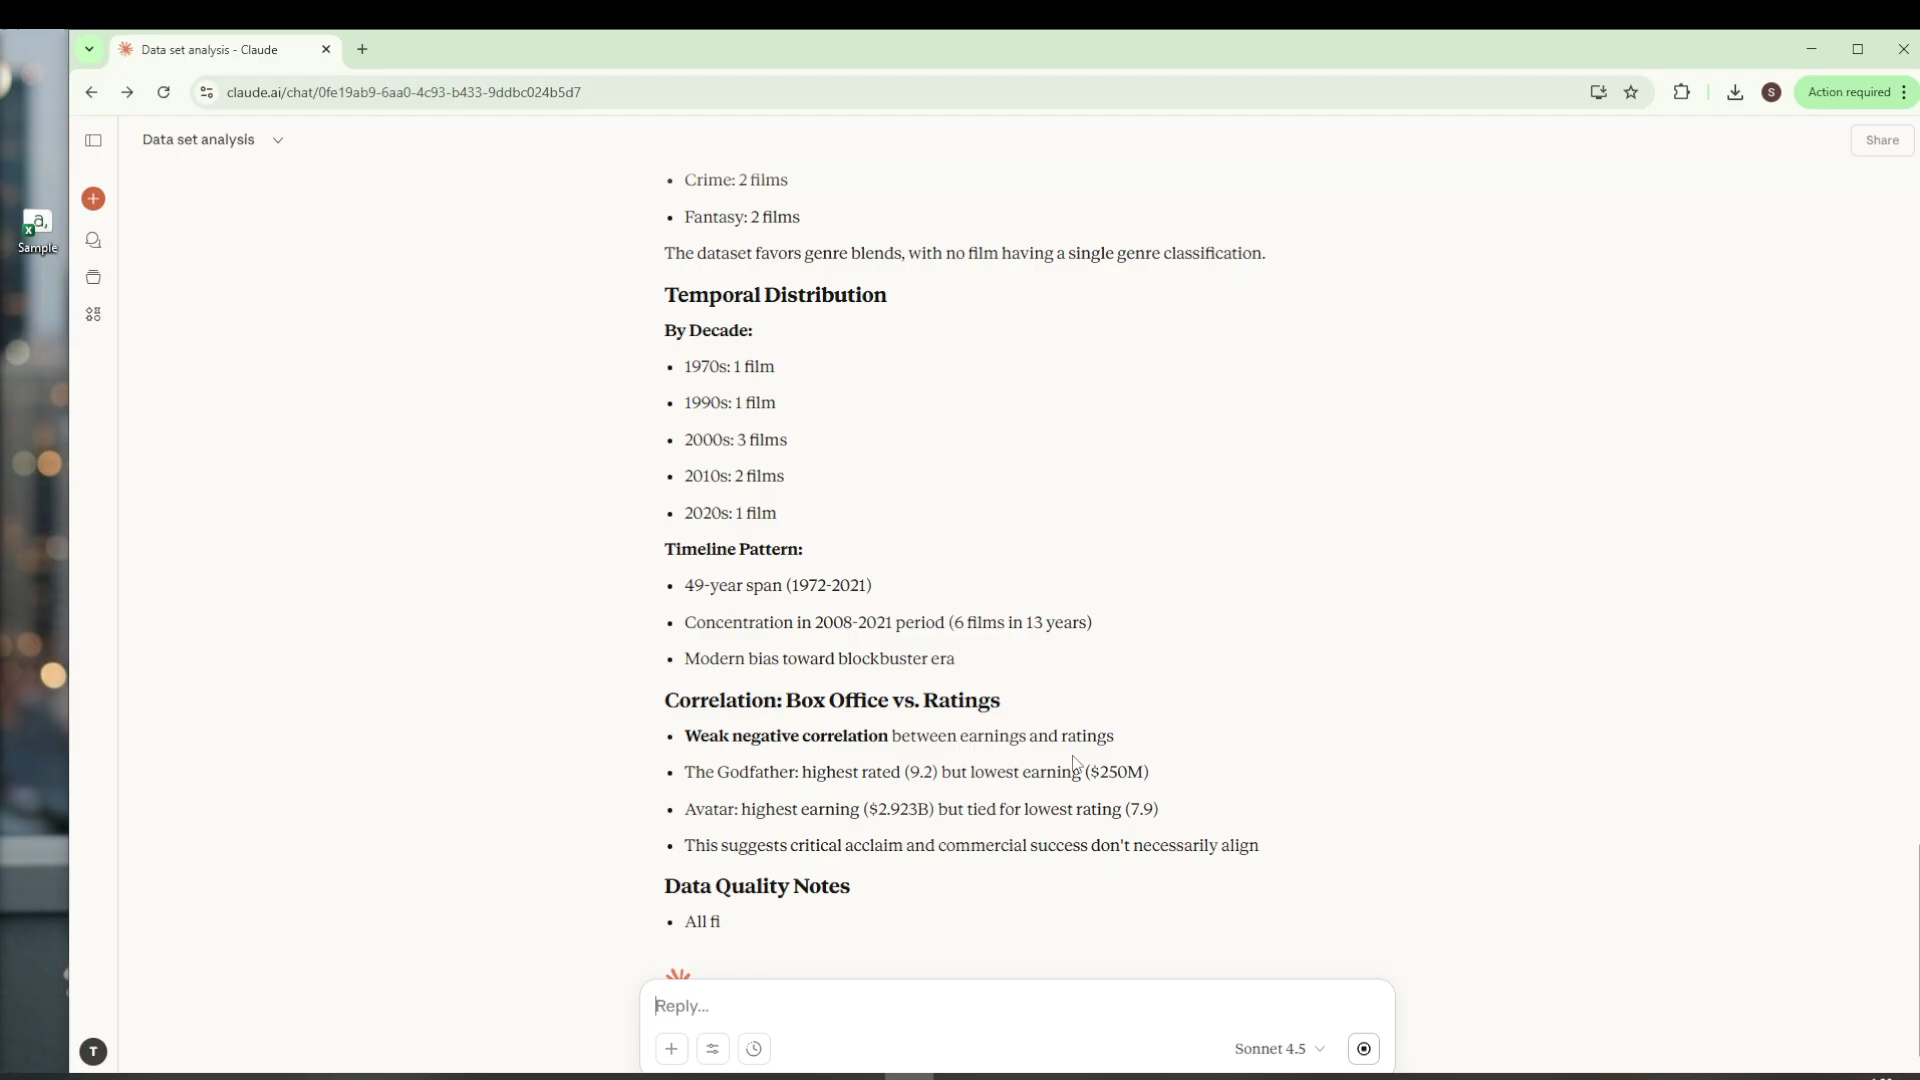 Data set analysis - Claude
claude.ai/chat/0fe19ab9-6aa0-4c93-b433-9ddbc024b5d7
S
Action required
Data set analysis
Share
a,
X
Sample
• Crime: 2 films
• Fantasy: 2 films
The dataset favors genre blends, with no film having a single genre classification.
Temporal Distribution
By Decade:
• 1970s: 1 film
• 1990s: 1 film
• 2000s: 3 films
• 2010s: 2 films
• 2020s: 1 film
Timeline Pattern:
• 49-year span (1972-2021)
• Concentration in 2008-2021 period (6 films in 13 years)
• Modern bias toward blockbuster era
Correlation: Box Office vs. Ratings
• Weak negative correlation between earnings and ratings
• The Godfather: highest rated (9.2) but lowest earning ($250M)
• Avatar: highest earning ($2.923B) but tied for lowest rating (7.9)
• This suggests critical acclaim and commercial success don't necessarily align
Data Quality Notes
• All fi
Reply...
Sonnet 4.5
T